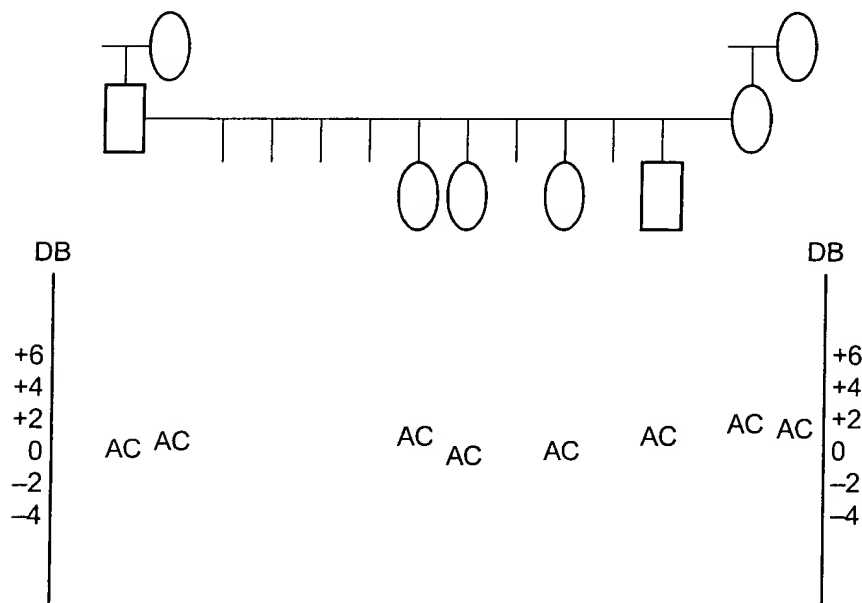 DB DB
+6 +6
+4 +4
+2 AC AC +2
0 AC AC AC AC AC AC 0
–2 –2
–4 –4